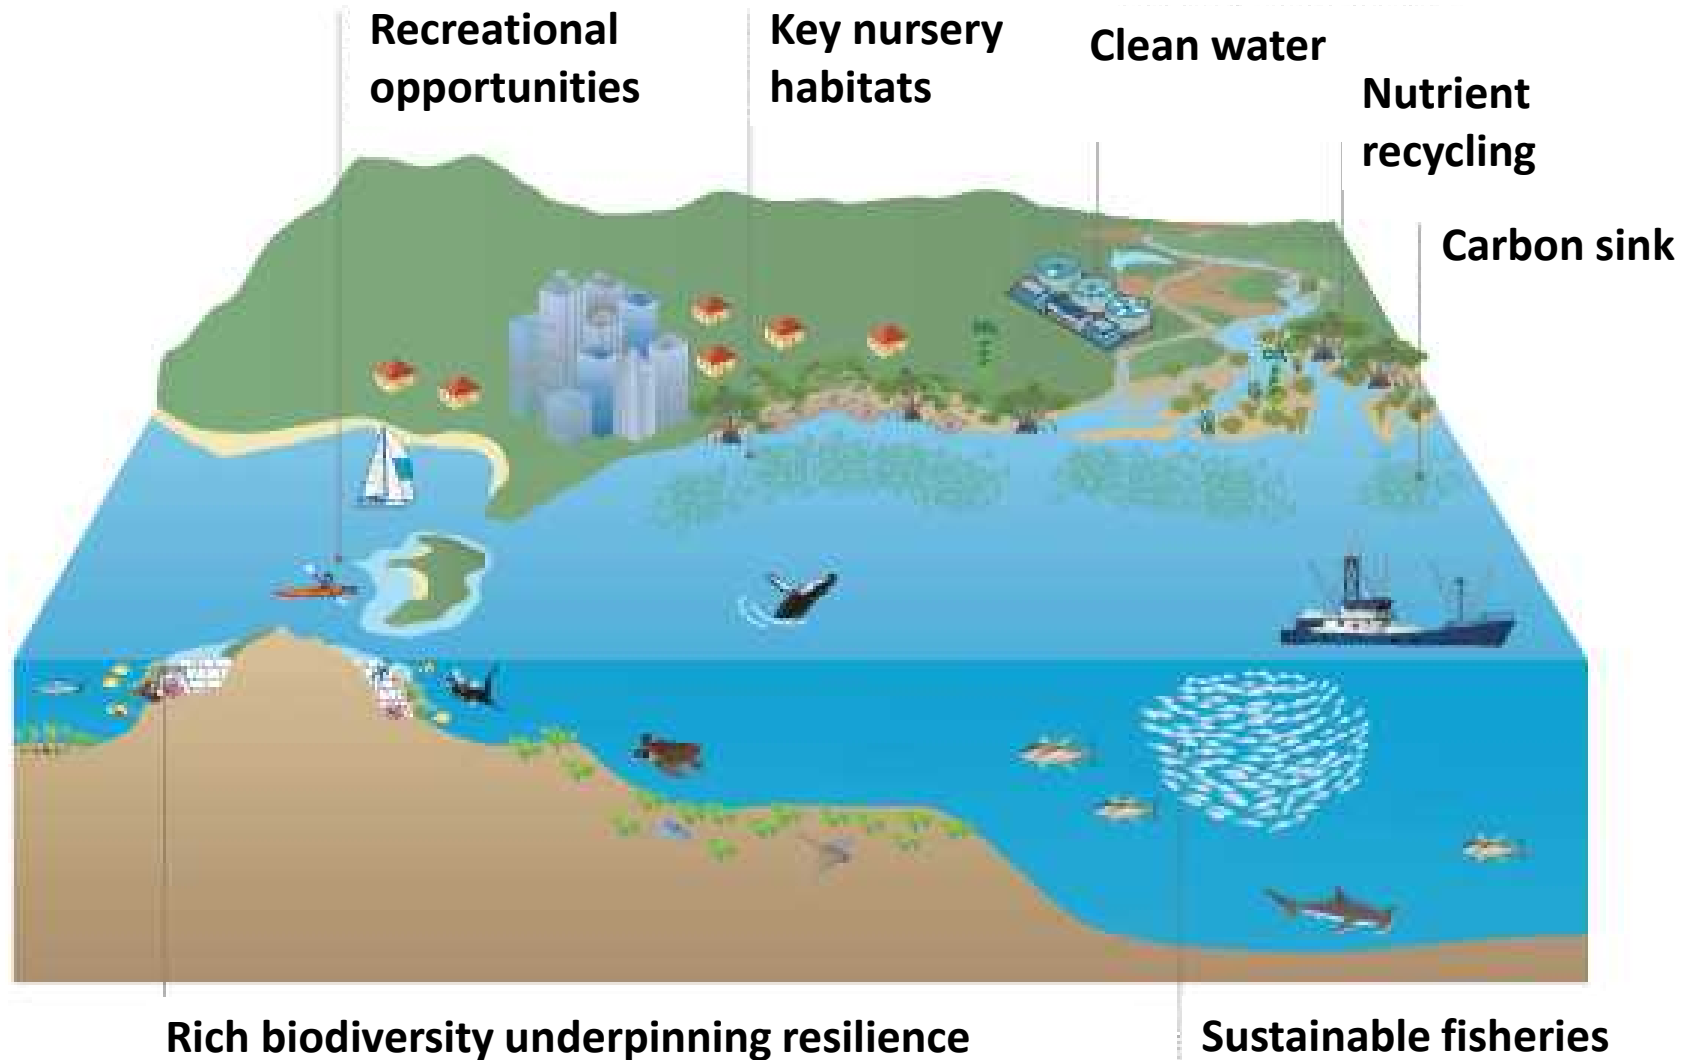 Recreational
opportunities
Key nursery
habitats
Clean water
Nutrient
recycling
Carbon sink
Rich biodiversity underpinning resilience
Sustainable fisheries